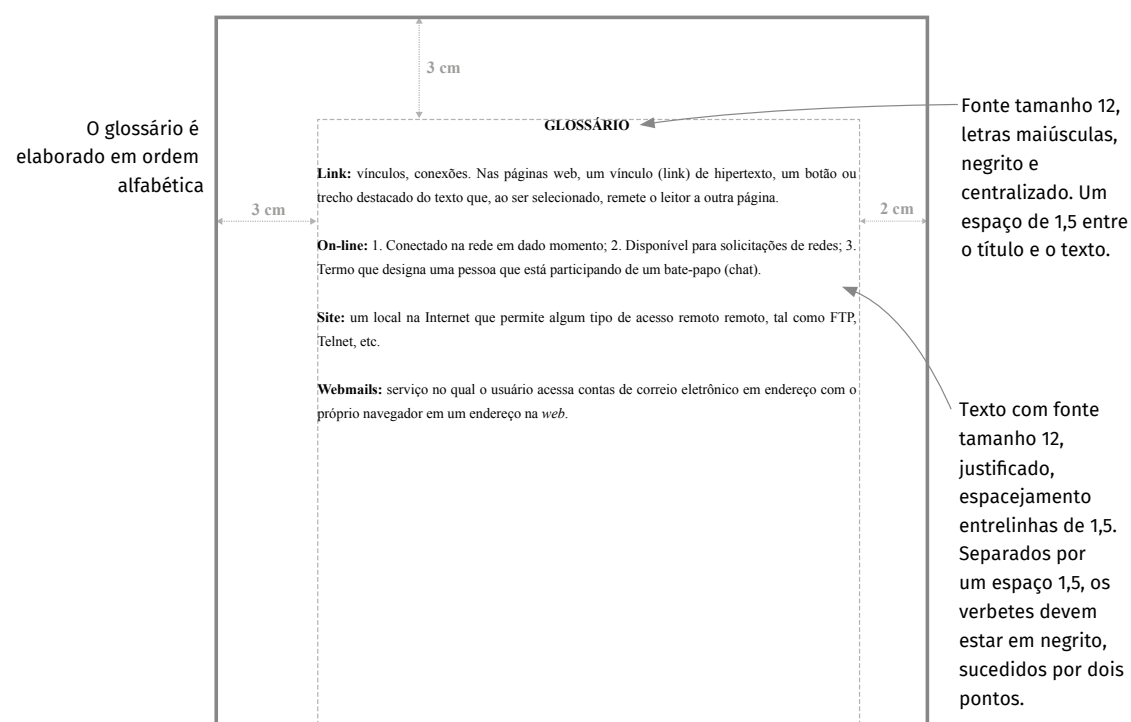 3 cm
O glossário é
elaborado em ordem
alfabética
3 cm
GLOSSÁRIO
Link: vínculos, conexões. Nas páginas web, um vínculo (link) de hipertexto, um botão ou
trecho destacado do texto que, ao ser selecionado, remete o leitor a outra página.
On-line: 1. Conectado na rede em dado momento; 2. Disponível para solicitações de redes; 3.
Termo que designa uma pessoa que está participando de um bate-papo (chat).
Site: um local na Internet que permite algum tipo de acesso remoto remoto, tal como FTP,
Telnet, etc.
Webmails: serviço no qual o usuário acessa contas de correio eletrônico em endereço com o
próprio navegador em um endereço na web.
2 cm
Fonte tamanho 12,
letras maiúsculas,
negrito e
centralizado. Um
espaço de 1,5 entre
o título e o texto.
Texto com fonte
tamanho 12,
justificado,
espacejamento
entrelinhas de 1,5.
Separados por
um espaço 1,5, os
verbetes devem
estar em negrito,
sucedidos por dois
pontos.